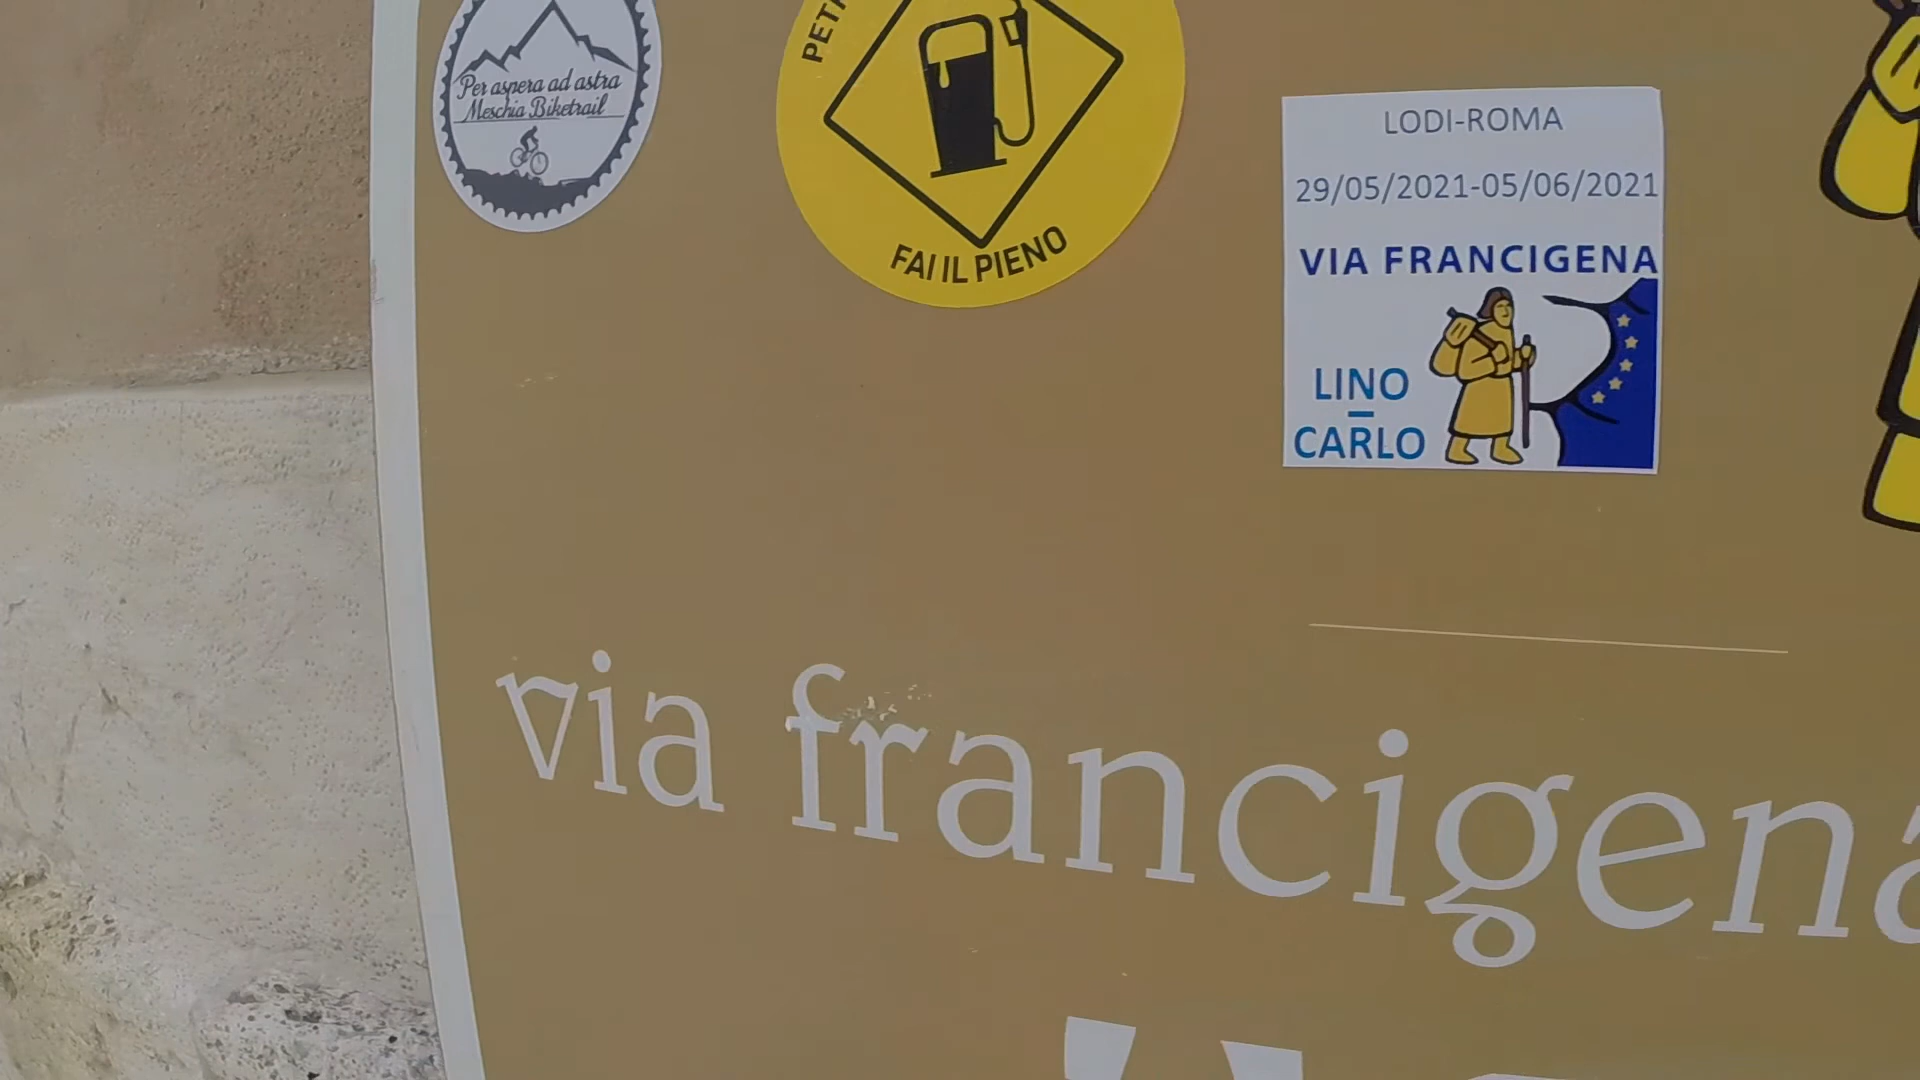 Per aspera ad astra
Meschia Biketrail
FAI IL PIENO
LODI-ROMA
29/05/2021-05/06/2021
VIA FRANCIGENA
LINO
–
CARLO
via francigena